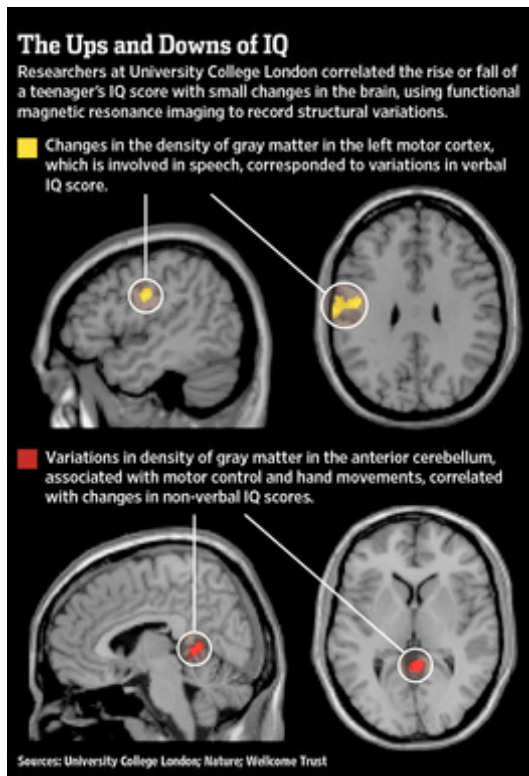 The Ups and Downs of IQ
Researchers at University College London correlated the rise or fall of
a teenager's IQ score with small changes in the brain, using functional
magnetic resonance imaging to record structural variations.
Changes in the density of gray matter in the left motor cortex,
which is involved in speech, corresponded to variations in verbal
IQ score.
Variations in density of gray matter in the anterior cerebellum,
associated with motor control and hand movements, correlated
with changes in non-verbal IQ scores.
Sources: University College London; Nature; Wellcome Trust